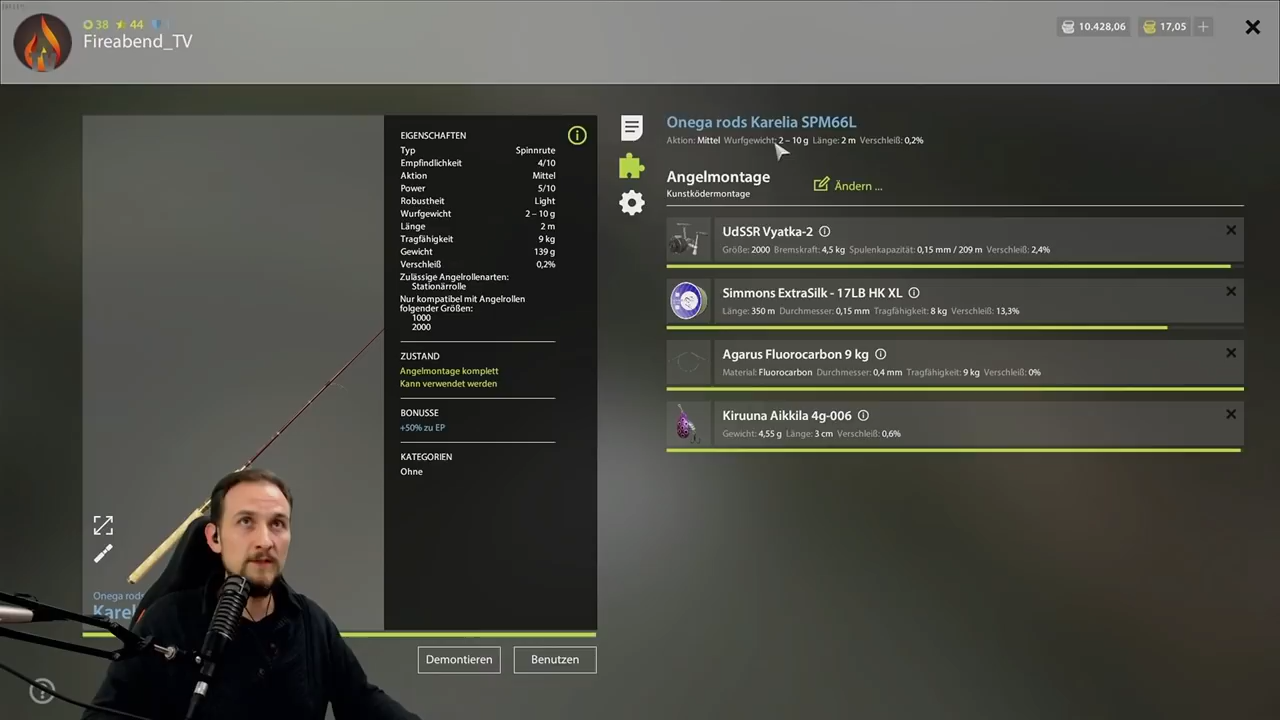 38 44
Fireabend_TV
10.428,06 17,05
EIGENSCHAFTEN
Typ Spinnrute
Empfindlichkeit 4/10
Aktion Mittel
Power 5/10
Robustheit Light
Wurfgewicht 2 – 10 g
Länge 2 m
Tragfähigkeit 9 kg
Gewicht 139 g
Verschleiß 0,2%
Zulässige Angelrollenarten:
Stationärrolle
Nur kompatibel mit Angelrollen
folgender Größen:
1000
2000
ZUSTAND
Angelmontage komplett
Kann verwendet werden
BONUSSE
+50% zu EP
KATEGORIEN
Ohne
Onega rods
Karel
Demontieren Benutzen
Onega rods Karelia SPM66L
Aktion: Mittel Wurfgewicht: 2 – 10 g Länge: 2 m Verschleiß: 0,2%
Angelmontage
Kunstködermontage
Ändern ...
UdSSR Vyatka-2
Größe: 2000 Bremskraft: 4,5 kg Spulenkapazität: 0,15 mm / 209 m Verschleiß: 2,4%
Simmons ExtraSilk - 17LB HK XL
Länge: 350 m Durchmesser: 0,15 mm Tragfähigkeit: 8 kg Verschleiß: 13,3%
Agarus Fluorocarbon 9 kg
Material: Fluorocarbon Durchmesser: 0,4 mm Tragfähigkeit: 9 kg Verschleiß: 0%
Kiruuna Aikkila 4g-006
Gewicht: 4,55 g Länge: 3 cm Verschleiß: 0,6%